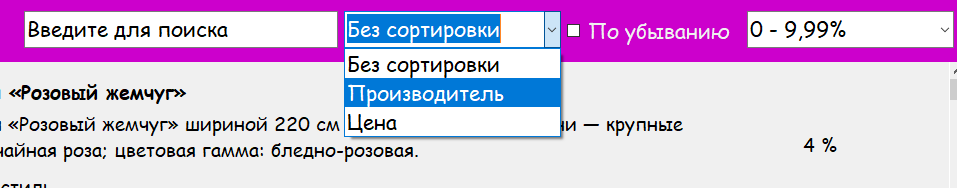 Введите для поиска
Без сортировки
По убыванию
0 - 9,99%
Без сортировки
Производитель
Цена
«Розовый жемчуг»
«Розовый жемчуг» шириной 220 см
ни — крупные
чайная роза; цветовая гамма: бледно-розовая.
4 %